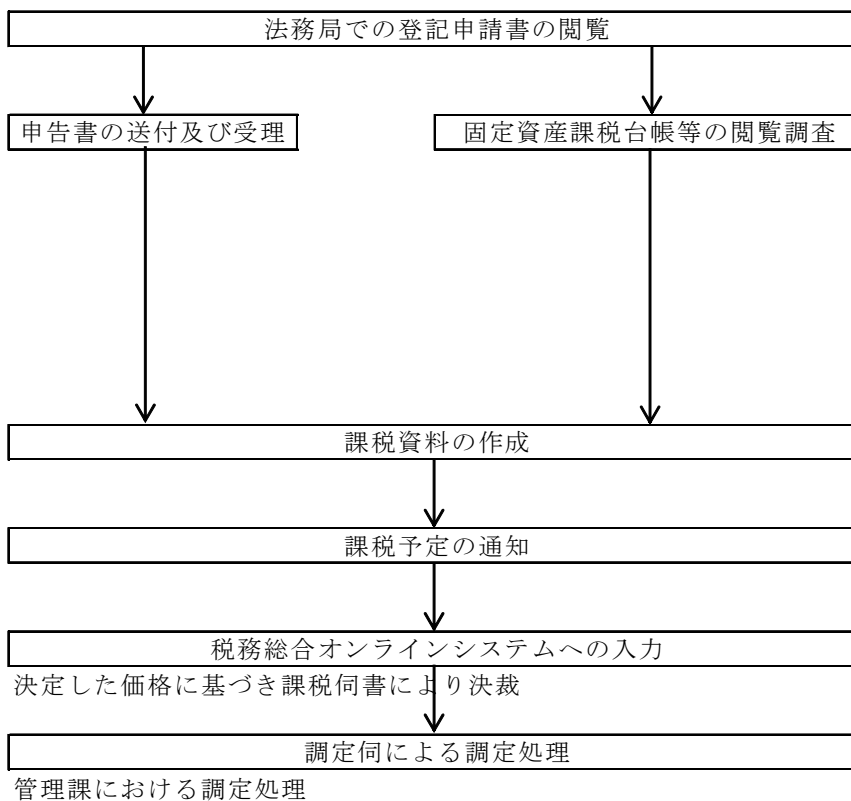 法務局での登記申請書の閲覧
申告書の送付及び受理
固定資産課税台帳等の閲覧調査
課税資料の作成
課税予定の通知
税務総合オンラインシステムへの入力
決定した価格に基づき課税伺書により決裁
調定伺による調定処理
管理課における調定処理